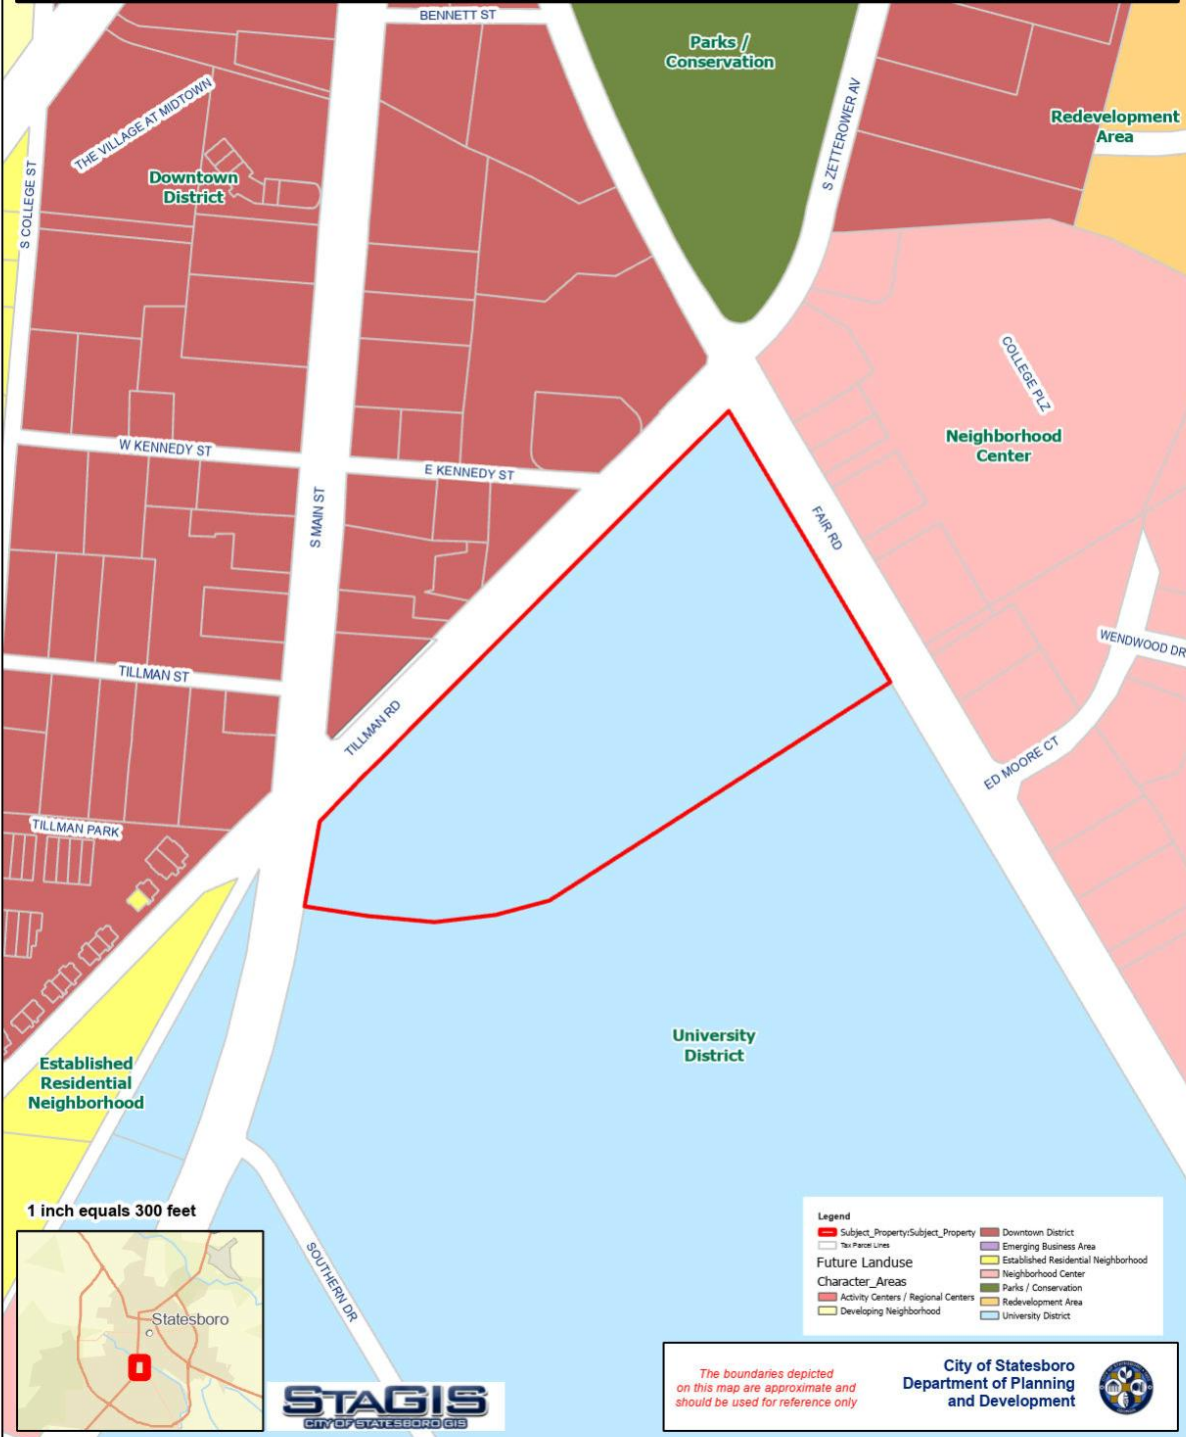 BENNETT ST
Parks /
Conservation
S ZETTEROWER AV
Redevelopment
Area
THE VILLAGE AT MIDTOWN
Downtown
District
S COLLEGE ST
COLLEGE PLZ
Neighborhood
Center
W KENNEDY ST
E KENNEDY ST
S MAIN ST
FAIR RD
WENDWOOD DR
TILLMAN ST
TILLMAN RD
ED MOORE CT
TILLMAN PARK
University
District
Established
Residential
Neighborhood
1 inch equals 300 feet
Statesboro
SOUTHERN DR
Legend
Subject_Property:Subject_Property
Tax Parcel Lines
Future Landuse
Character_Areas
Activity Centers / Regional Centers
Developing Neighborhood
Downtown District
Emerging Business Area
Established Residential Neighborhood
Neighborhood Center
Parks / Conservation
Redevelopment Area
University District
STAGIS
CITY OF STATESBORO GIS
The boundaries depicted
on this map are approximate and
should be used for reference only
City of Statesboro
Department of Planning
and Development